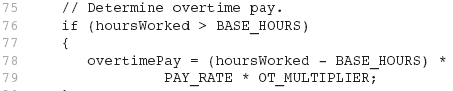 75 // Determine overtime pay.
76 if (hoursWorked > BASE_HOURS)
77 {
78 overtimePay = (hoursWorked - BASE_HOURS) *
79 PAY_RATE * OT_MULTIPLIER;